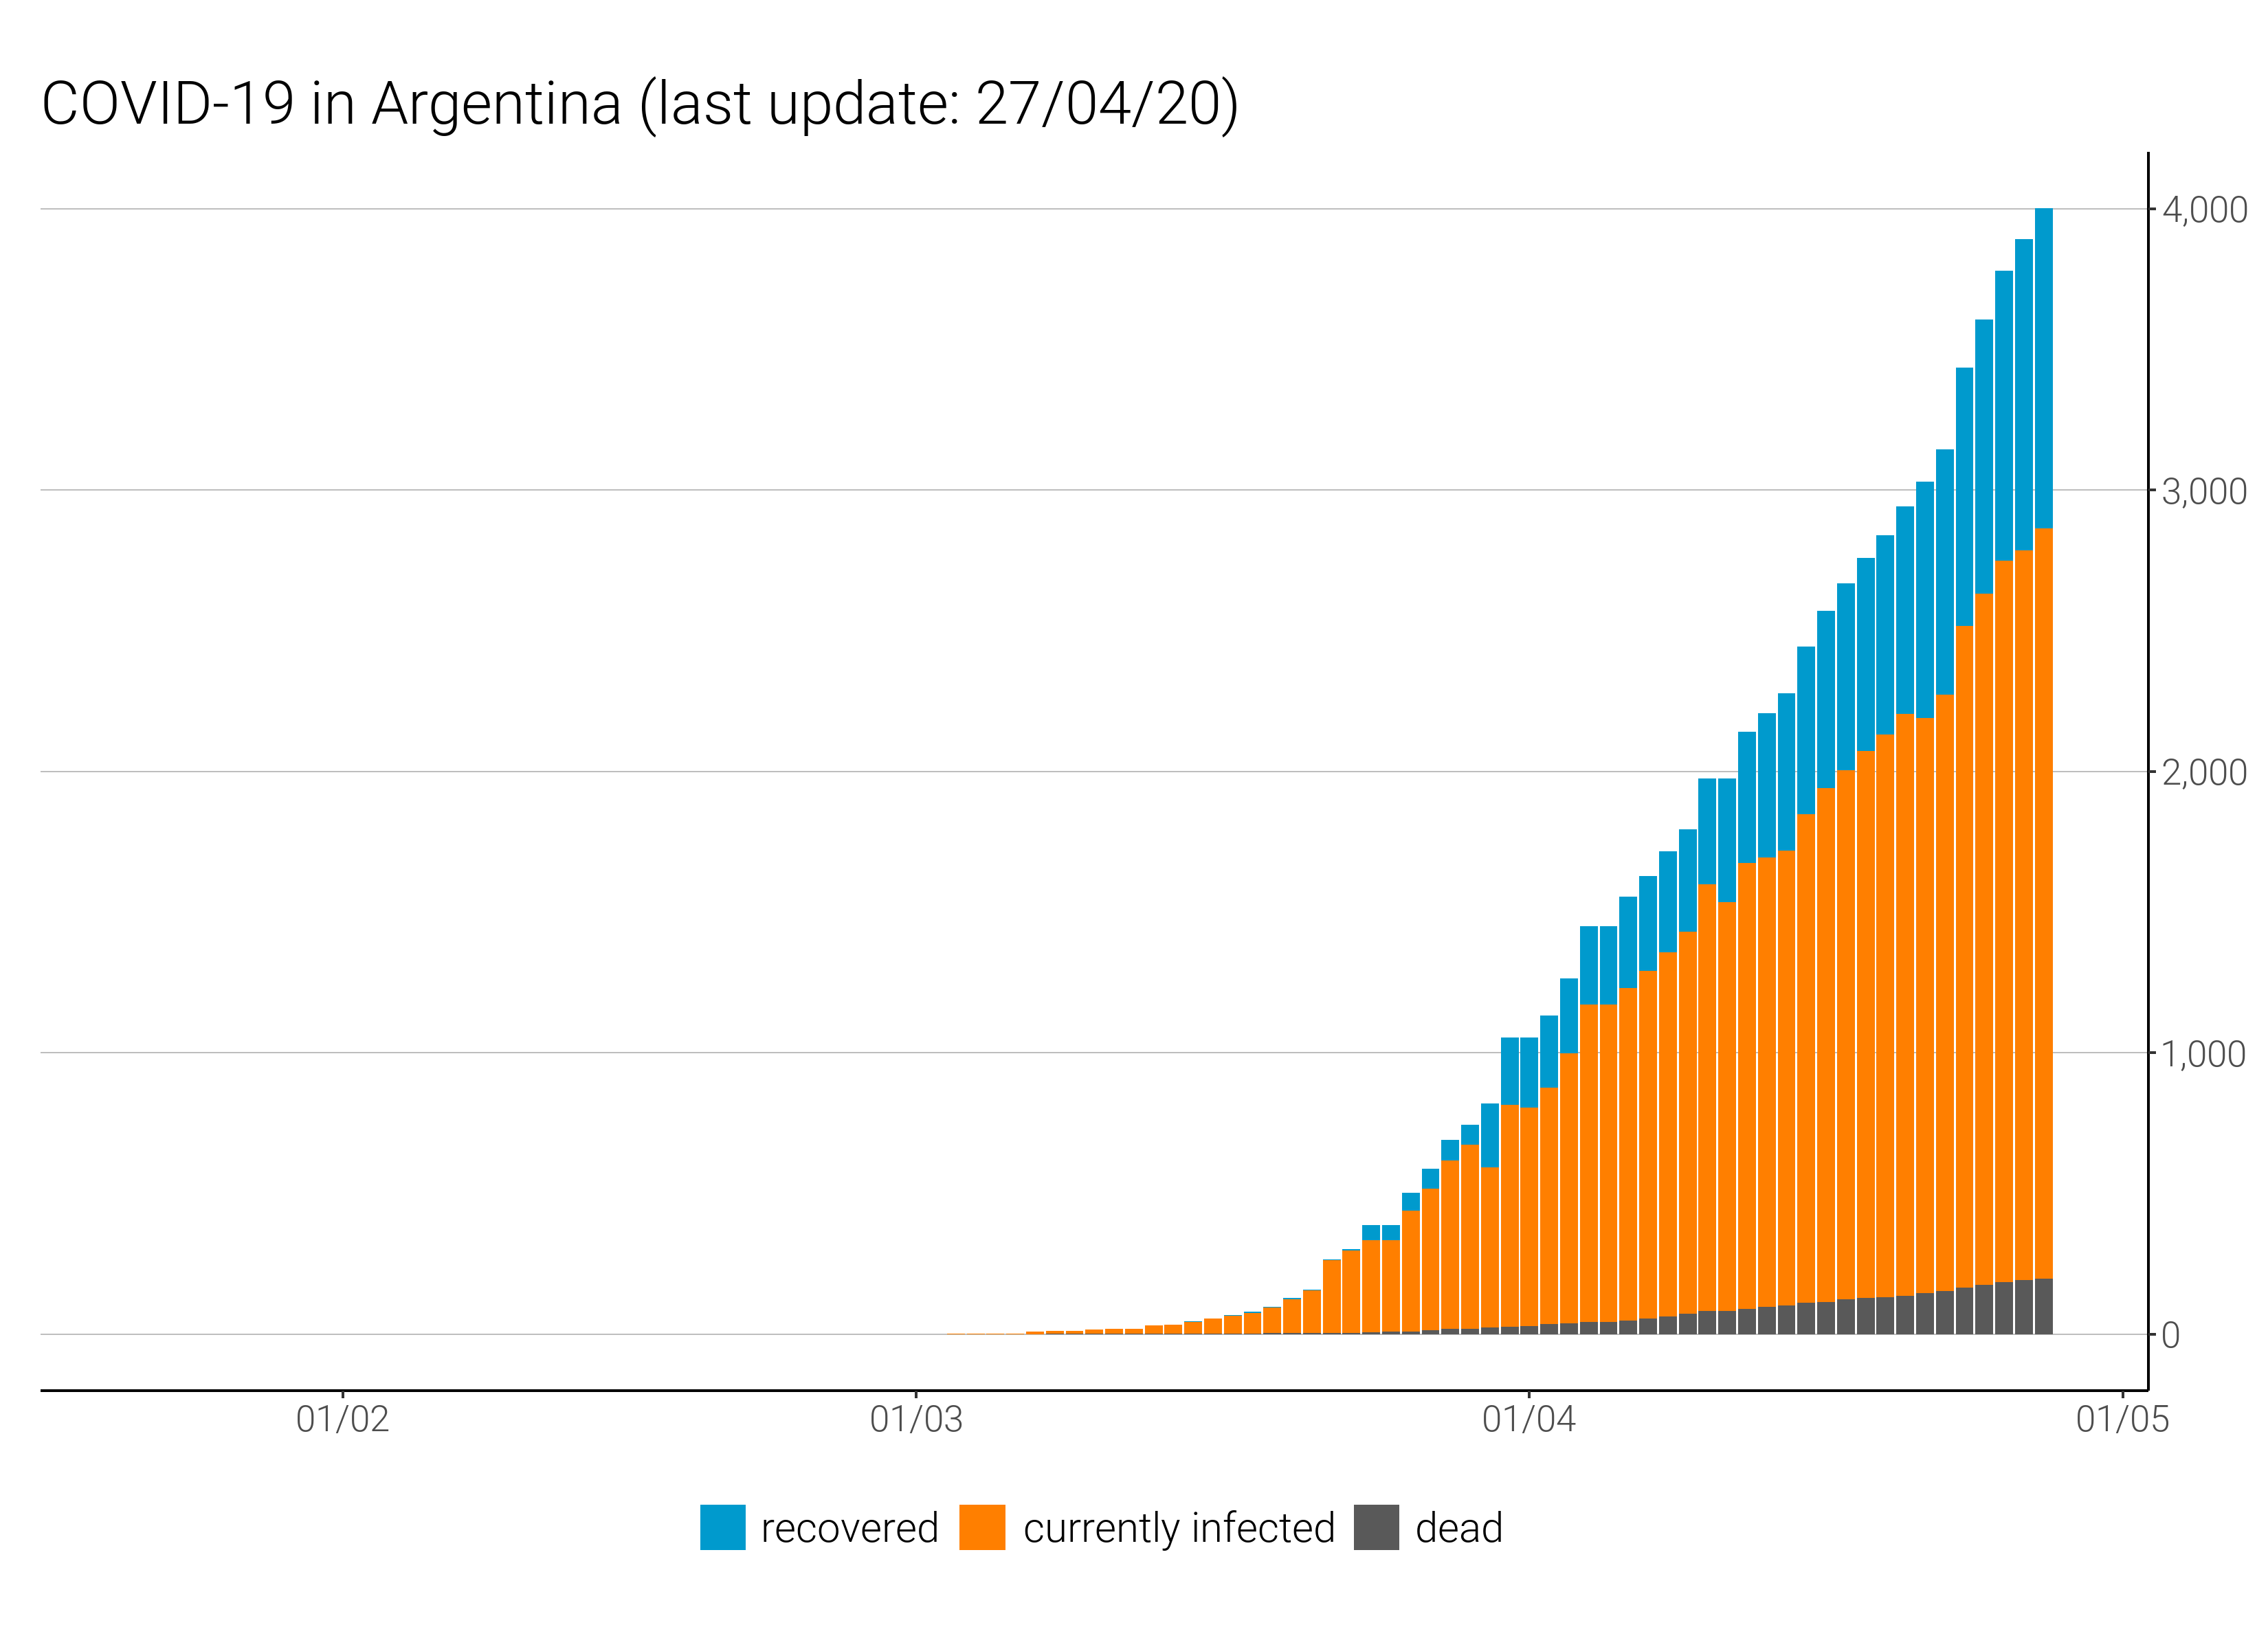 COVID-19 in Argentina (last update: 27/04/20)
4,000
3,000
2,000
1,000
0
01/02 01/03 01/04 01/05
recovered currently infected dead